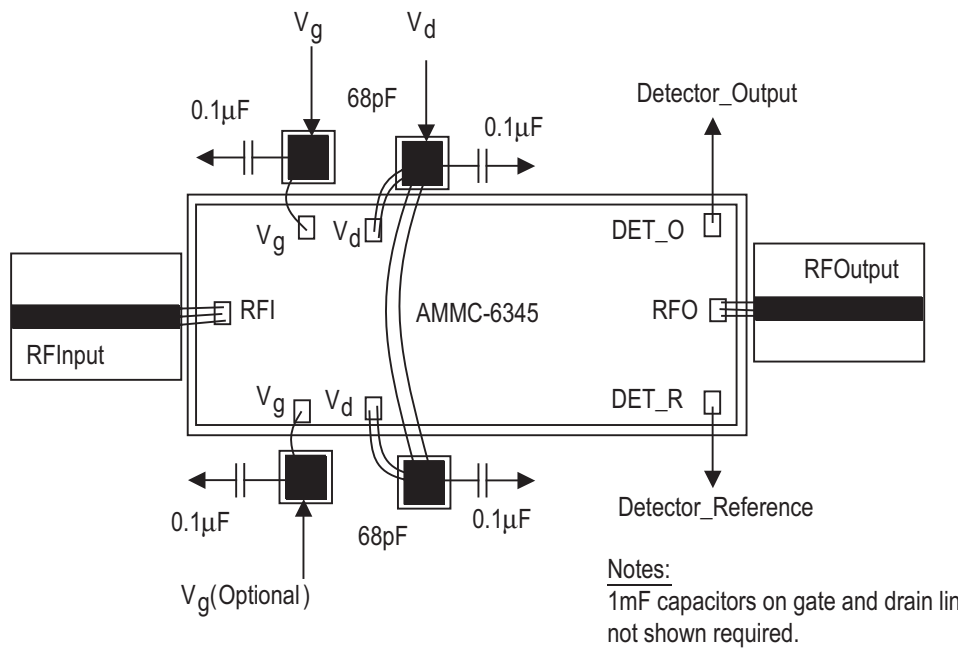 Vg
Vd
68pF
0.1μF
0.1μF
Detector_Output
Vg
Vd
DET_O
RFOutput
RFI
AMMC-6345
RFO
RFInput
Vg
Vd
DET_R
0.1μF
68pF
0.1μF
Detector_Reference
Vg(Optional)
Notes:
1mF capacitors on gate and drain lin
not shown required.